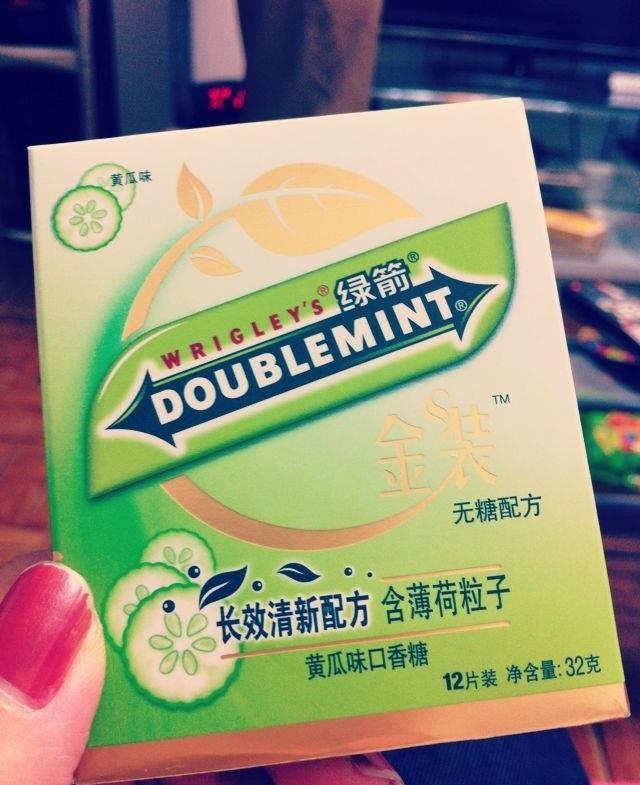 黄瓜味
WRIGLEY'S® 绿箭®
DOUBLEMINT®
金装™
无糖配方
长效清新配方 含薄荷粒子
黄瓜味口香糖
12片装 净含量:32克